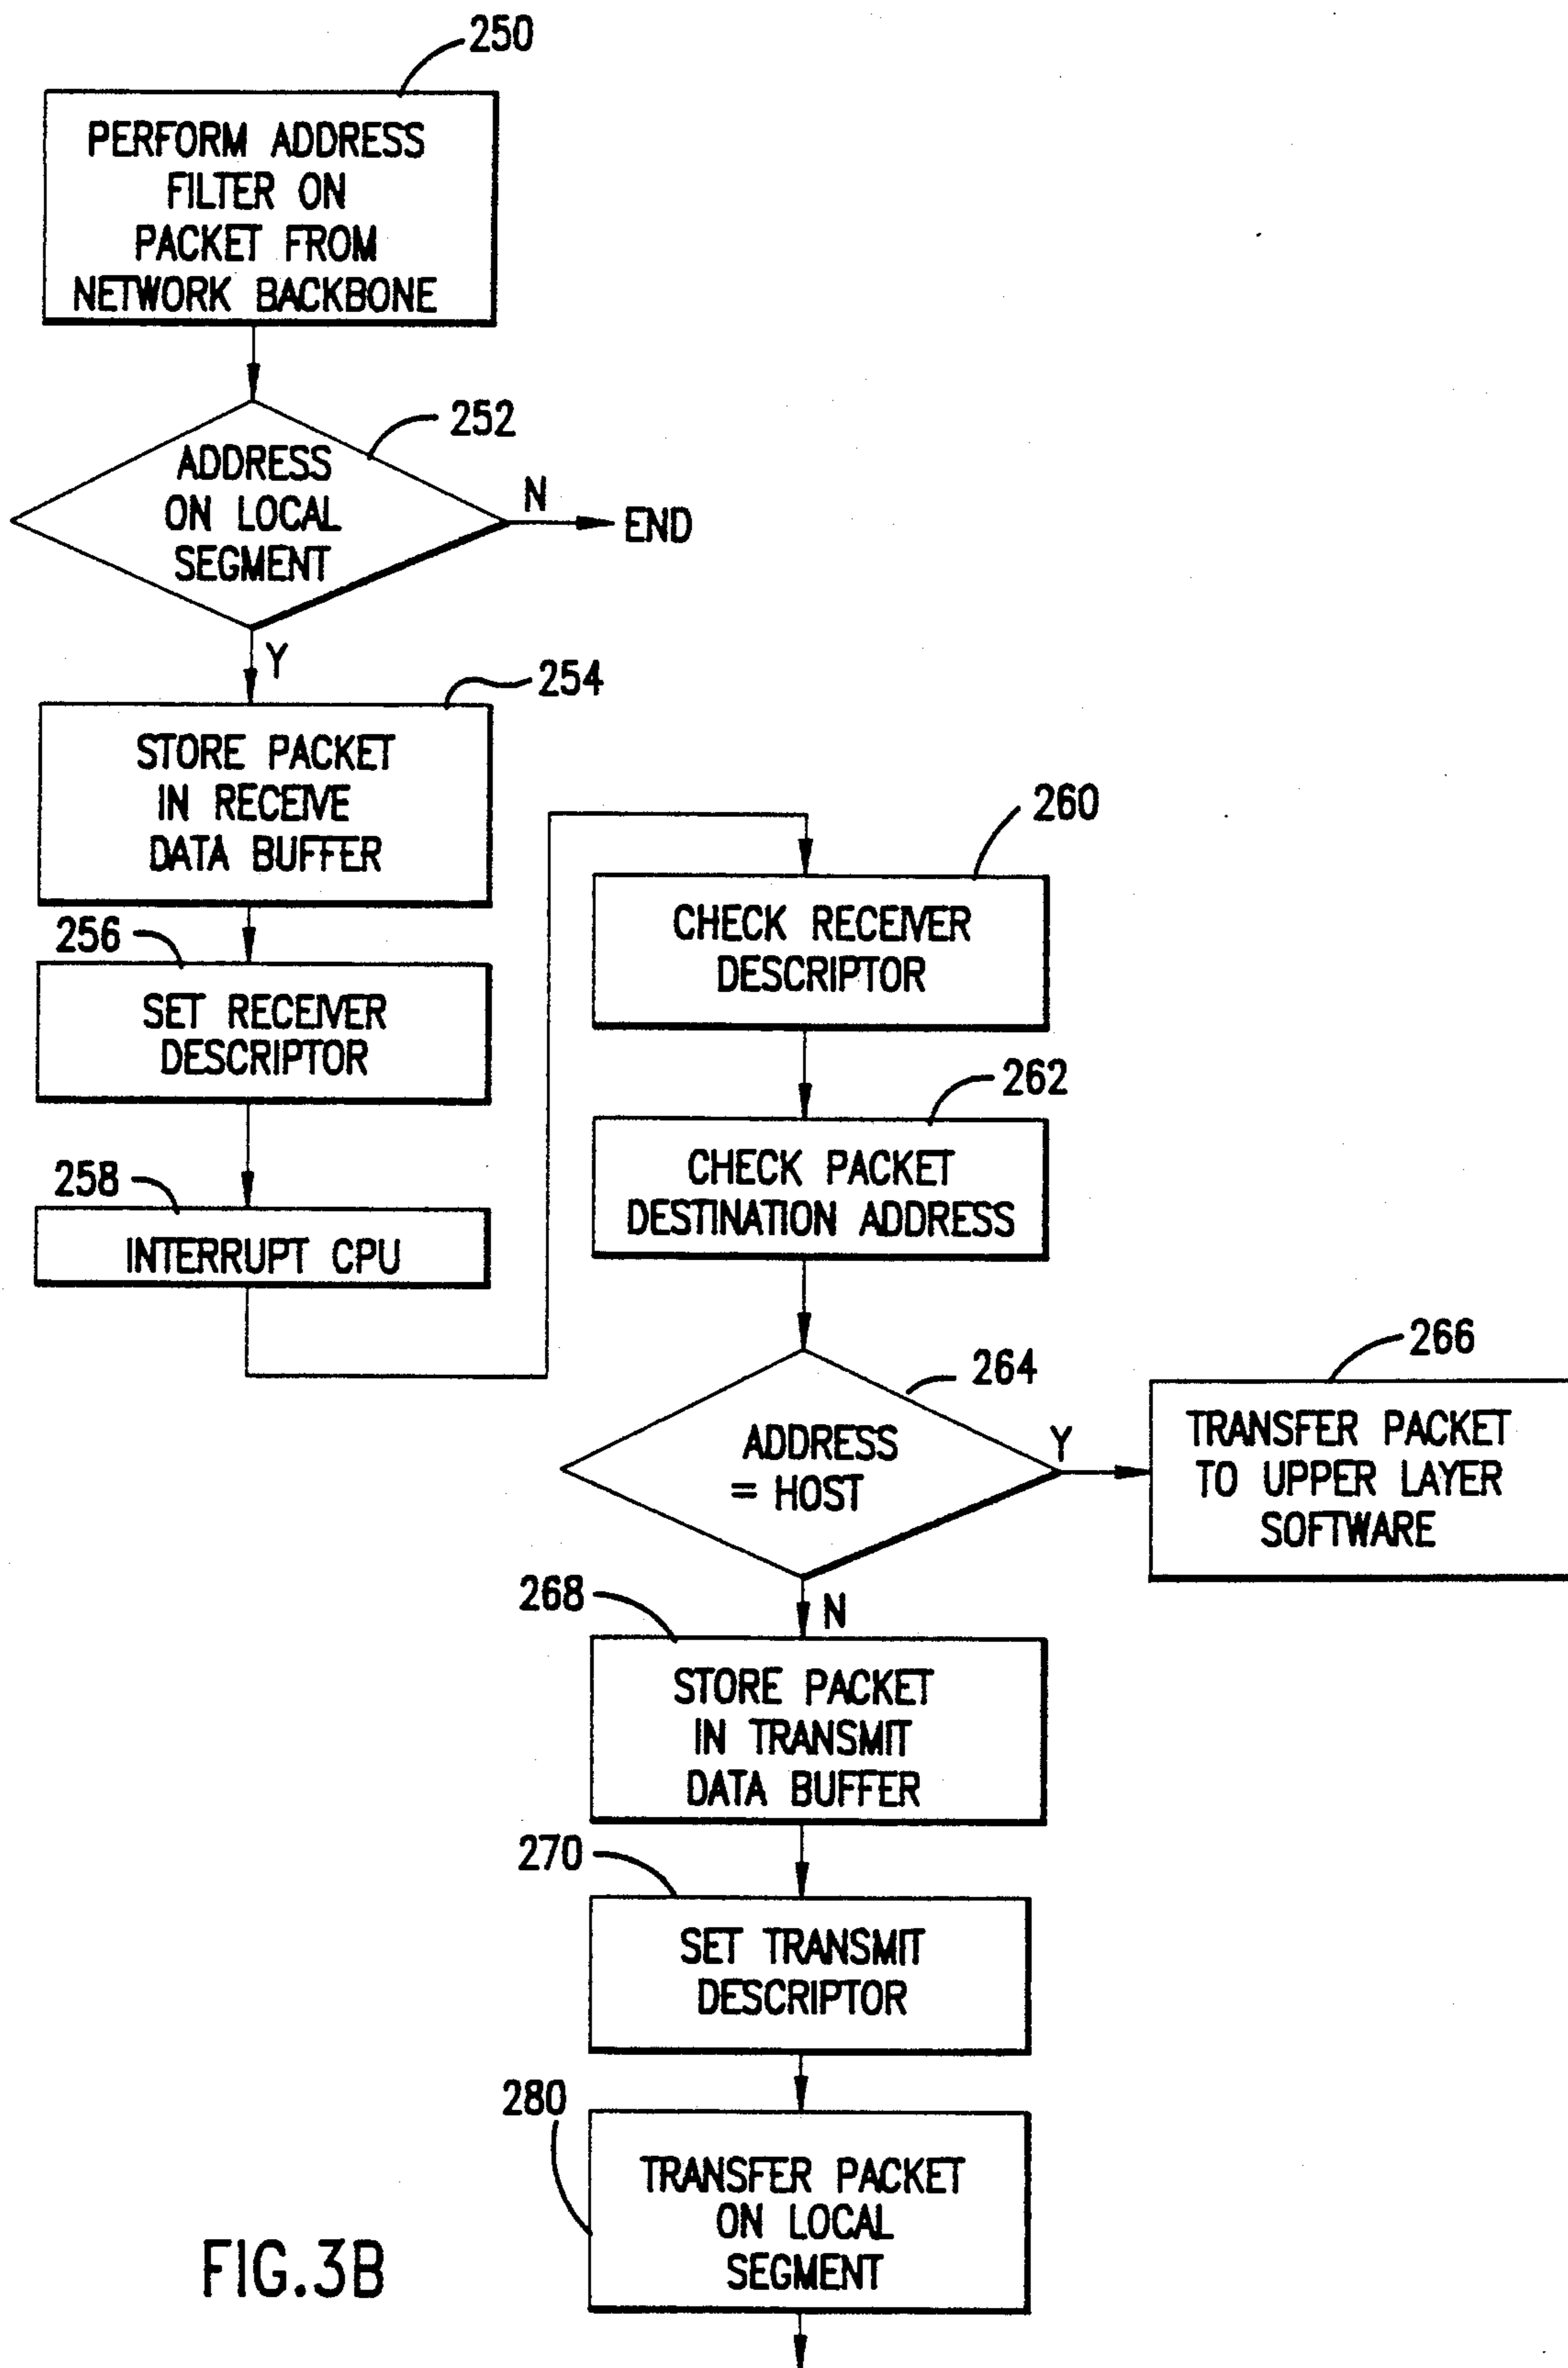 250
PERFORM ADDRESS
FILTER ON
PACKET FROM
NETWORK BACKBONE
252
ADDRESS
ON LOCAL
SEGMENT
N
END
Y
254
STORE PACKET
IN RECEIVE
DATA BUFFER
256
SET RECEIVER
DESCRIPTOR
258
INTERRUPT CPU
260
CHECK RECEIVER
DESCRIPTOR
262
CHECK PACKET
DESTINATION ADDRESS
264
ADDRESS
= HOST
Y
266
TRANSFER PACKET
TO UPPER LAYER
SOFTWARE
N
268
STORE PACKET
IN TRANSMIT
DATA BUFFER
270
SET TRANSMIT
DESCRIPTOR
280
TRANSFER PACKET
ON LOCAL
SEGMENT
FIG.3B